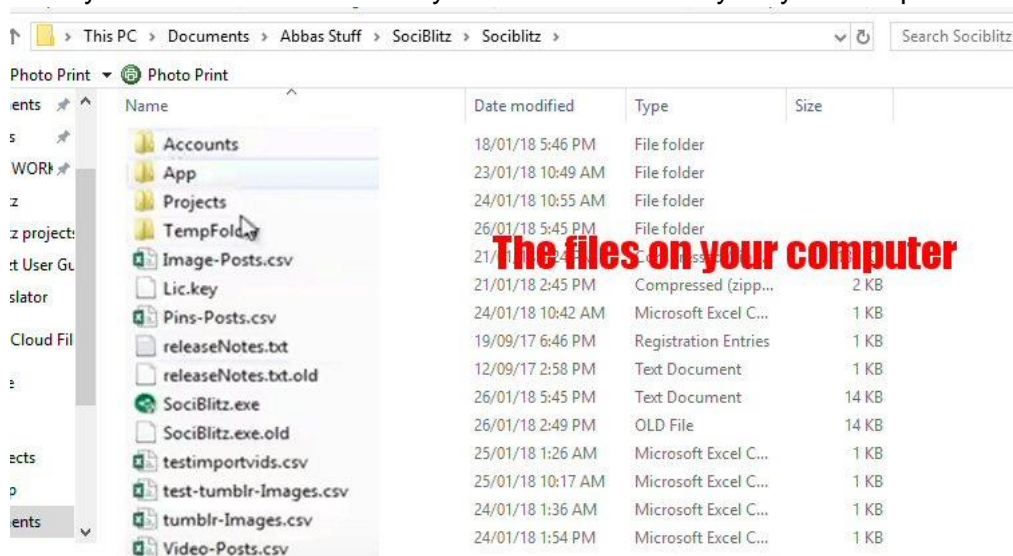 This PC > Documents > Abbas Stuff > SociBlitz > Sociblitz > Search Sociblitz
Photo Print Photo Print
ents Name Date modified Type Size
s Accounts 18/01/18 5:46 PM File folder
WORK App 23/01/18 10:49 AM File folder
z Projects 24/01/18 10:55 AM File folder
z projects TempFolder 26/01/18 5:45 PM File folder
The files on your computer
t User Gu Image-Posts.csv
slator Lic.key 21/01/18 2:45 PM Compressed (zipp... 2 KB
Pins-Posts.csv 24/01/18 10:42 AM Microsoft Excel C... 1 KB
Cloud Fil releaseNotes.txt 19/09/17 6:46 PM Registration Entries 1 KB
e releaseNotes.txt.old 12/09/17 2:58 PM Text Document 1 KB
SociBlitz.exe 26/01/18 5:45 PM Text Document 14 KB
ects SociBlitz.exe.old 26/01/18 2:49 PM OLD File 14 KB
testimportvids.csv 25/01/18 1:26 AM Microsoft Excel C... 1 KB
p test-tumblr-Images.csv 25/01/18 10:17 AM Microsoft Excel C... 1 KB
ents tumblr-Images.csv 24/01/18 1:36 AM Microsoft Excel C... 1 KB
Video-Posts.csv 24/01/18 1:54 PM Microsoft Excel C... 1 KB